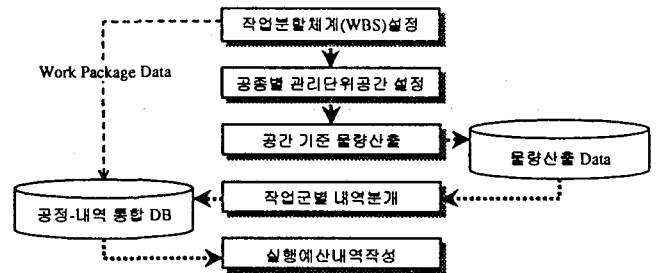 작업분할체계(WBS)설정
Work Package Data
공종별 관리단위공간 설정
공간 기준 물량산출
물량산출 Data
작업군별 내역분개
공정-내역 통합 DB
실행예산내역작성